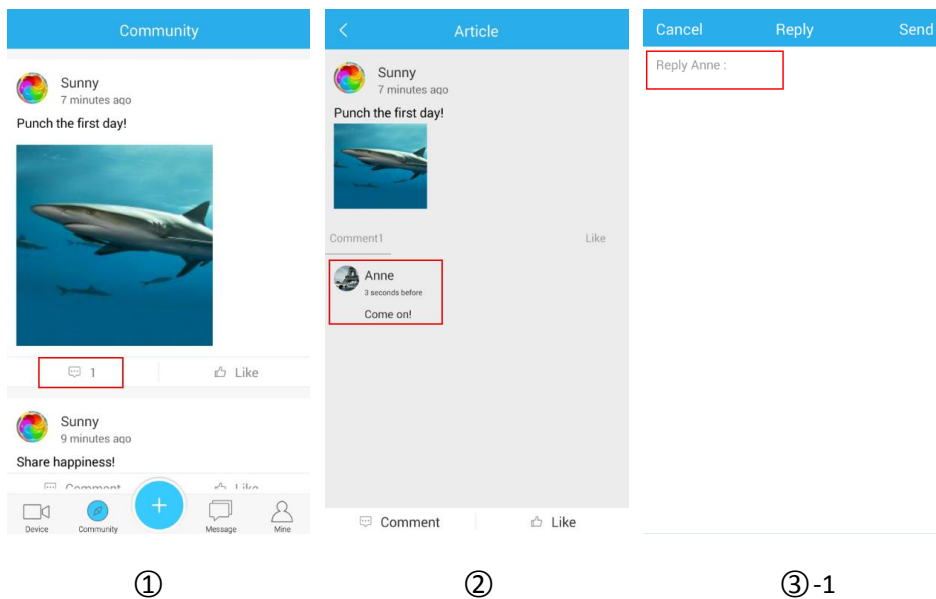 Community
Sunny
7 minutes ago
Punch the first day!
1
Like
Sunny
9 minutes ago
Share happiness!
Comment
Like
+
Device
Community
Message
Mine
①
Article
Sunny
7 minutes ago
Punch the first day!
Comment1
Like
Anne
3 seconds before
Come on!
Comment
Like
②
Cancel
Reply
Send
Reply Anne :
③-1